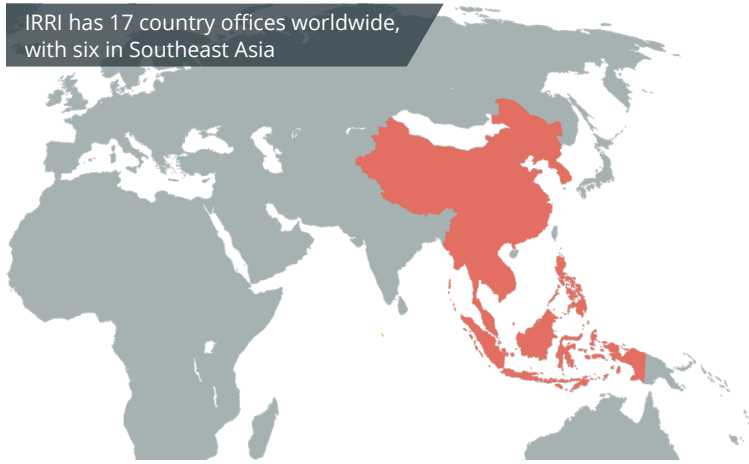 IRRI has 17 country offices worldwide,
with six in Southeast Asia